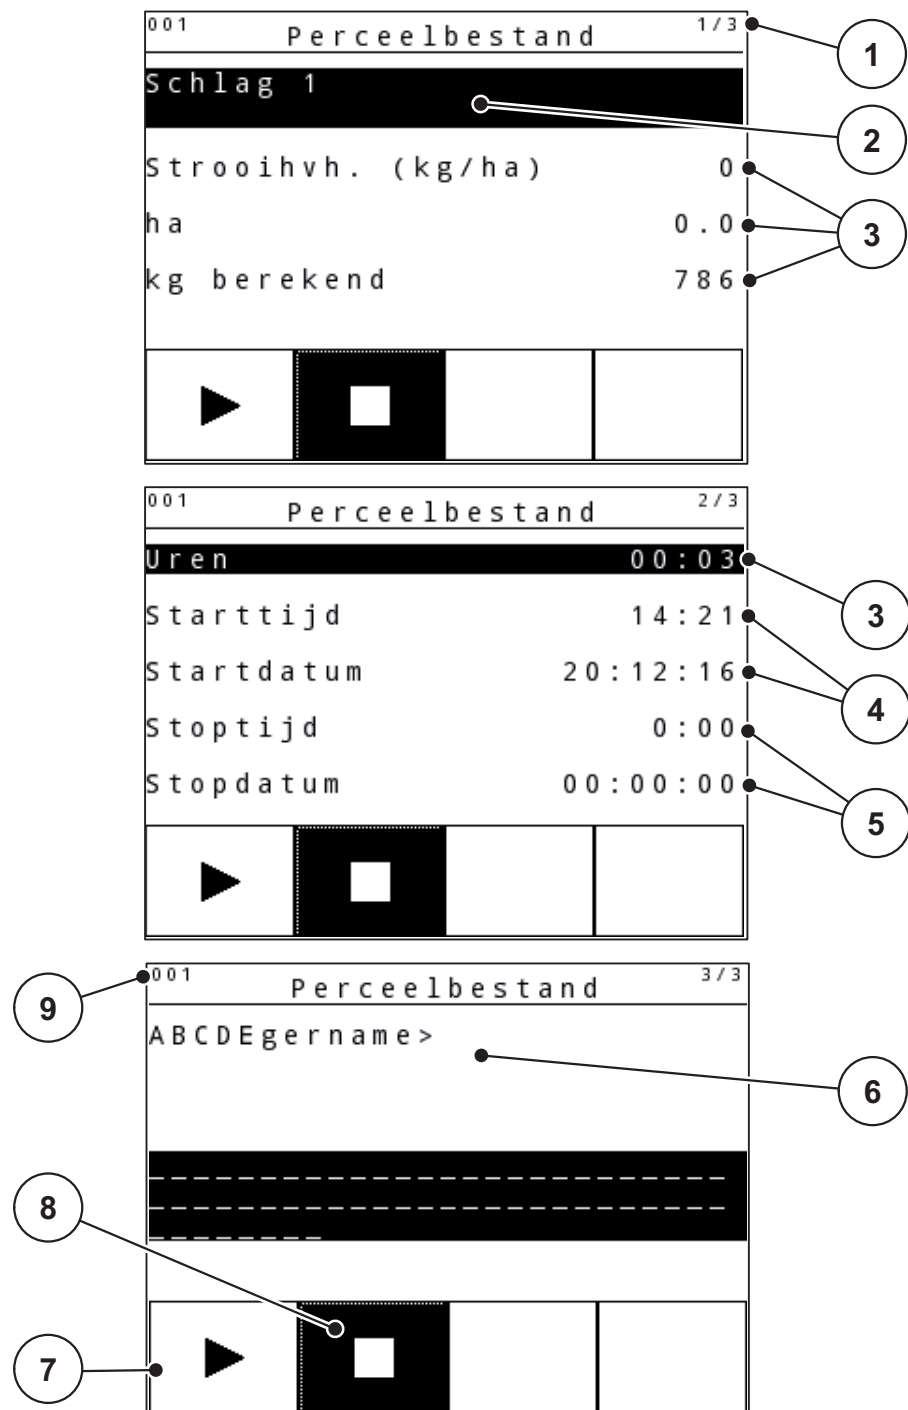 001 Perceelbestand 1/3
1
Schlag 1
2
Strooihvh. (kg/ha) 0
ha 0.0
3
kg berekend 786
001 Perceelbestand 2/3
Uren 00:03
3
Starttijd 14:21
Startdatum 20:12:16
4
Stoptijd 0:00
Stopdatum 00:00:00
5
001 Perceelbestand 3/3
9
ABCDEgername>
6
8
7